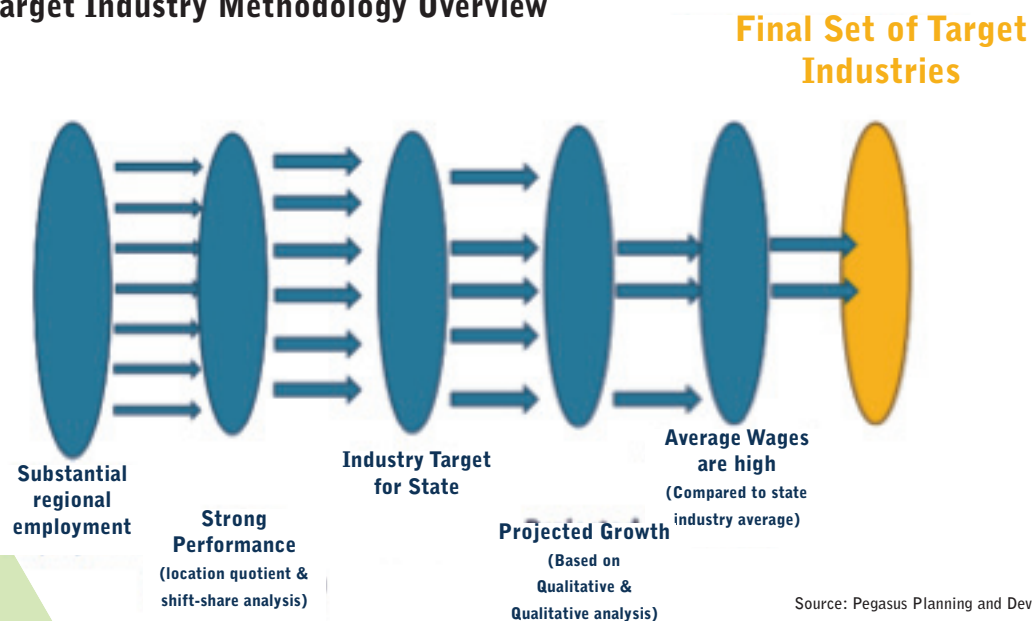 Target Industry Methodology Overview
Final Set of Target
Industries
Substantial
regional
employment
Strong
Performance
(location quotient &
shift-share analysis)
Industry Target
for State
Projected Growth
(Based on
Qualitative &
Qualitative analysis)
Average Wages
are high
(Compared to state
industry average)
Source: Pegasus Planning and Dev